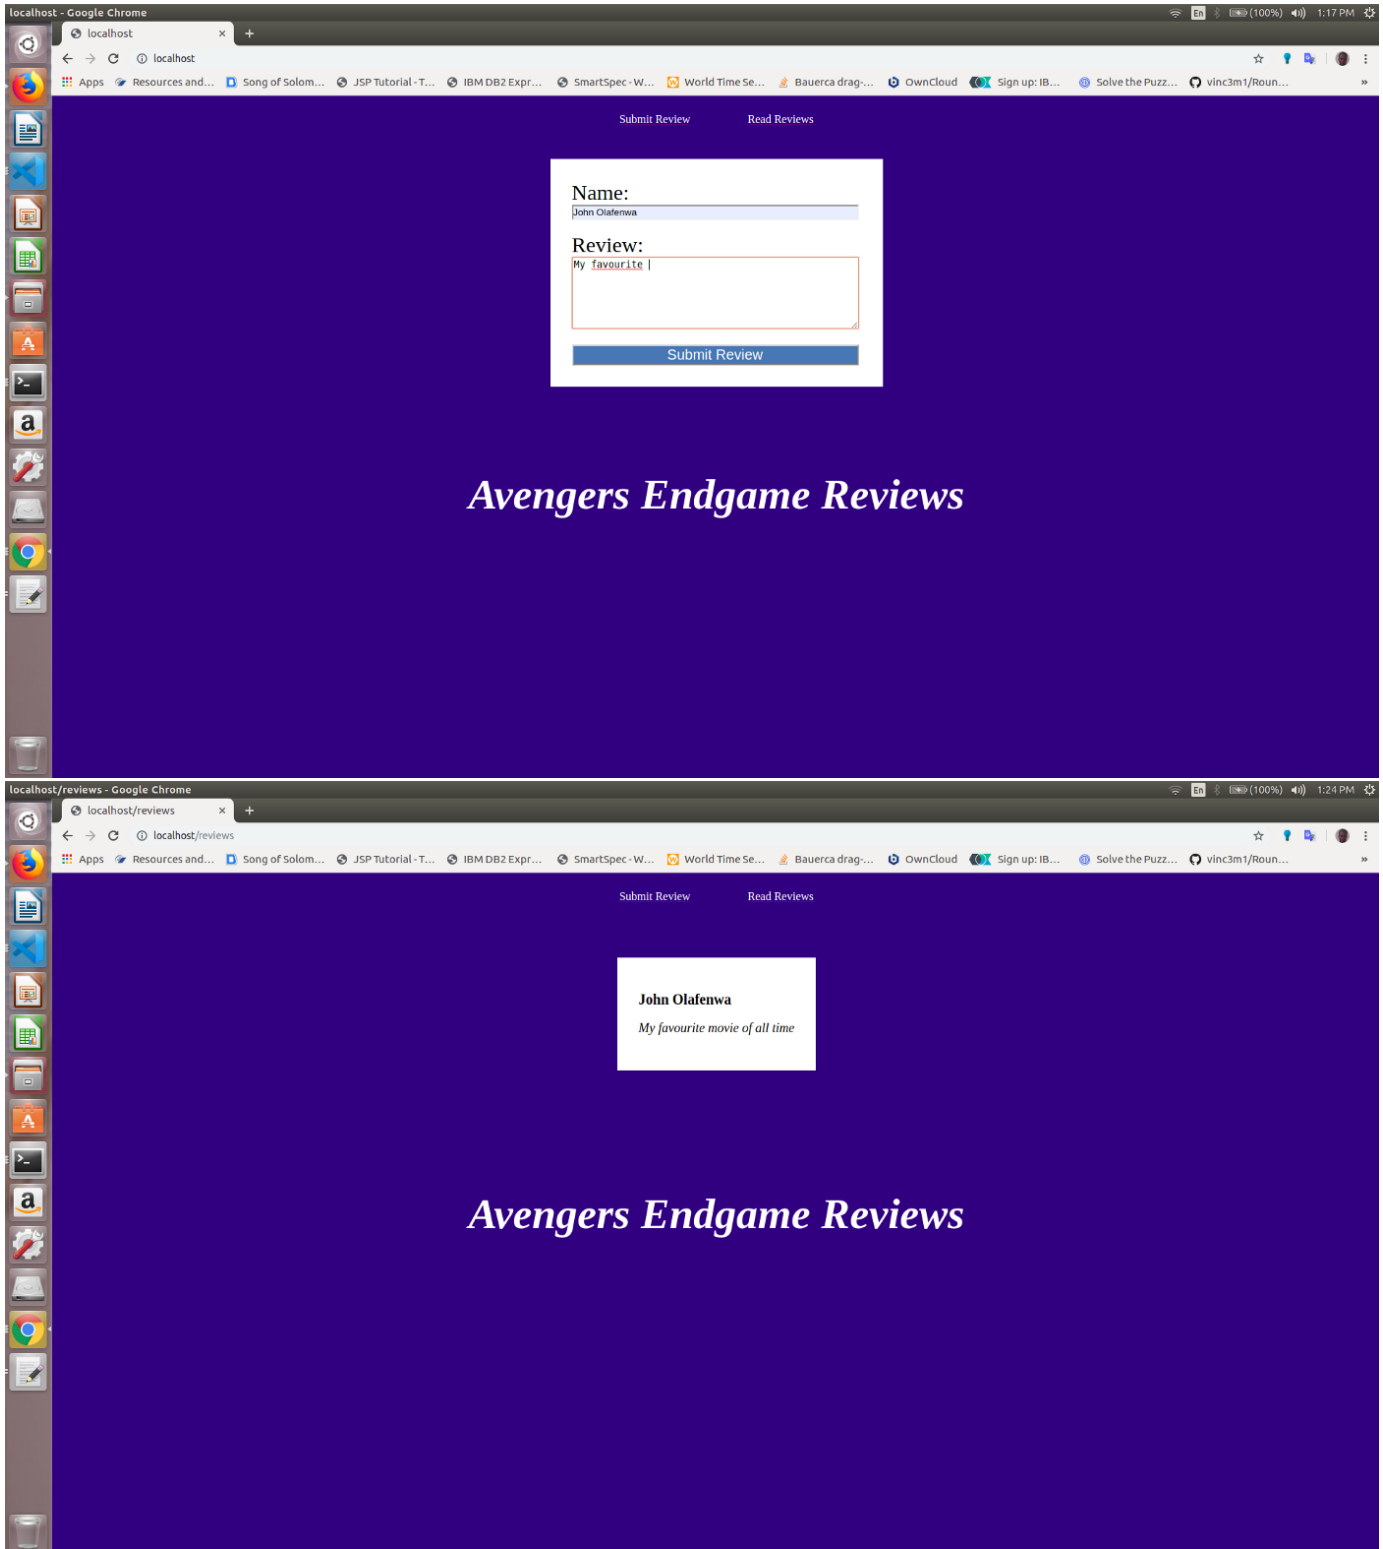 localhost - Google Chrome
En (100%) 1:17 PM
localhost × +
localhost
Apps Resources and... Song of Solom... JSP Tutorial - T... IBM DB2 Expr... SmartSpec - W... World Time Se... Bauerca drag-... OwnCloud Sign up: IB... Solve the Puzz... vinc3m1/Roun... »
Submit Review Read Reviews
Name:
John Olafenwa
Review:
My favourite
Submit Review
Avengers Endgame Reviews
localhost/reviews - Google Chrome
En (100%) 1:24 PM
localhost/reviews × +
localhost/reviews
Apps Resources and... Song of Solom... JSP Tutorial - T... IBM DB2 Expr... SmartSpec - W... World Time Se... Bauerca drag-... OwnCloud Sign up: IB... Solve the Puzz... vinc3m1/Roun... »
Submit Review Read Reviews
John Olafenwa
My favourite movie of all time
Avengers Endgame Reviews